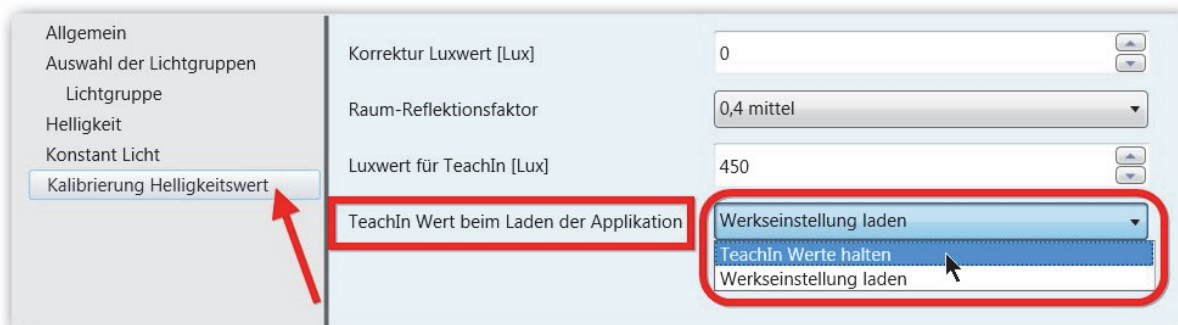 Allgemein
Auswahl der Lichtgruppen
Lichtgruppe
Helligkeit
Konstant Licht
Kalibrierung Helligkeitswert
Korrektur Luxwert [Lux]
0
Raum-Reflektionsfaktor
0,4 mittel
Luxwert für TeachIn [Lux]
450
TeachIn Wert beim Laden der Applikation
Werkseinstellung laden
TeachIn Werte halten
Werkseinstellung laden